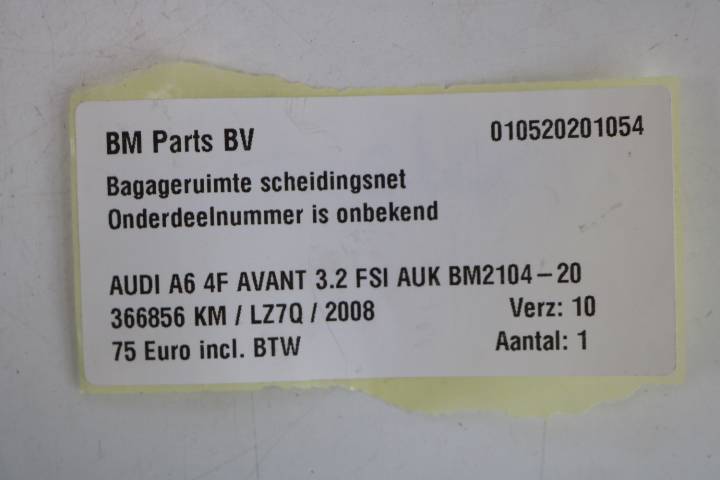 BM Parts BV 010520201054
Bagageruimte scheidingsnet
Onderdeelnummer is onbekend
AUDI A6 4F AVANT 3.2 FSI AUK BM2104-20
366856 KM / LZ7Q / 2008 Verz: 10
75 Euro incl. BTW Aantal: 1